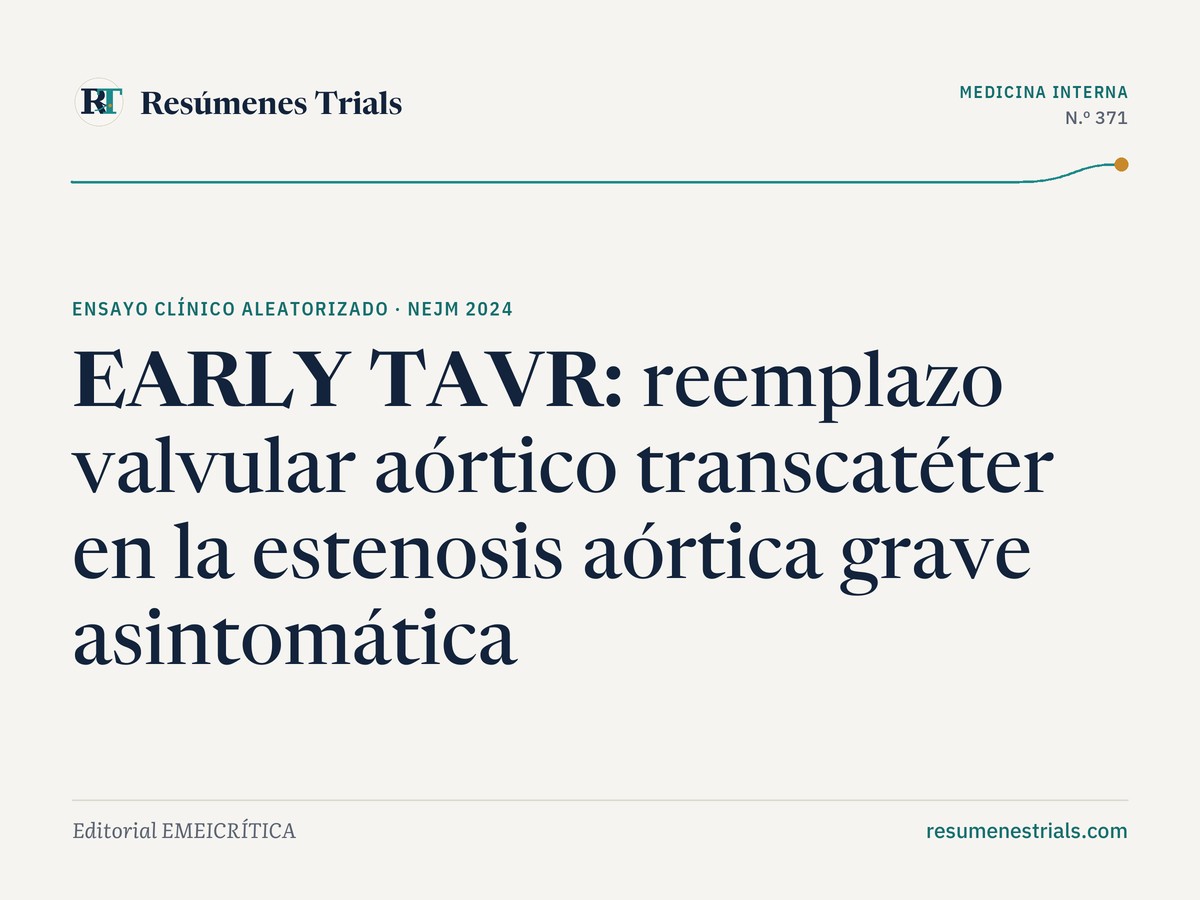 RT Resúmenes Trials
MEDICINA INTERNA
N.º 371
ENSAYO CLÍNICO ALEATORIZADO · NEJM 2024
EARLY TAVR: reemplazo
valvular aórtico transcatéter
en la estenosis aórtica grave
asintomática
Editorial EMEICRÍTICA
resumenestrials.com